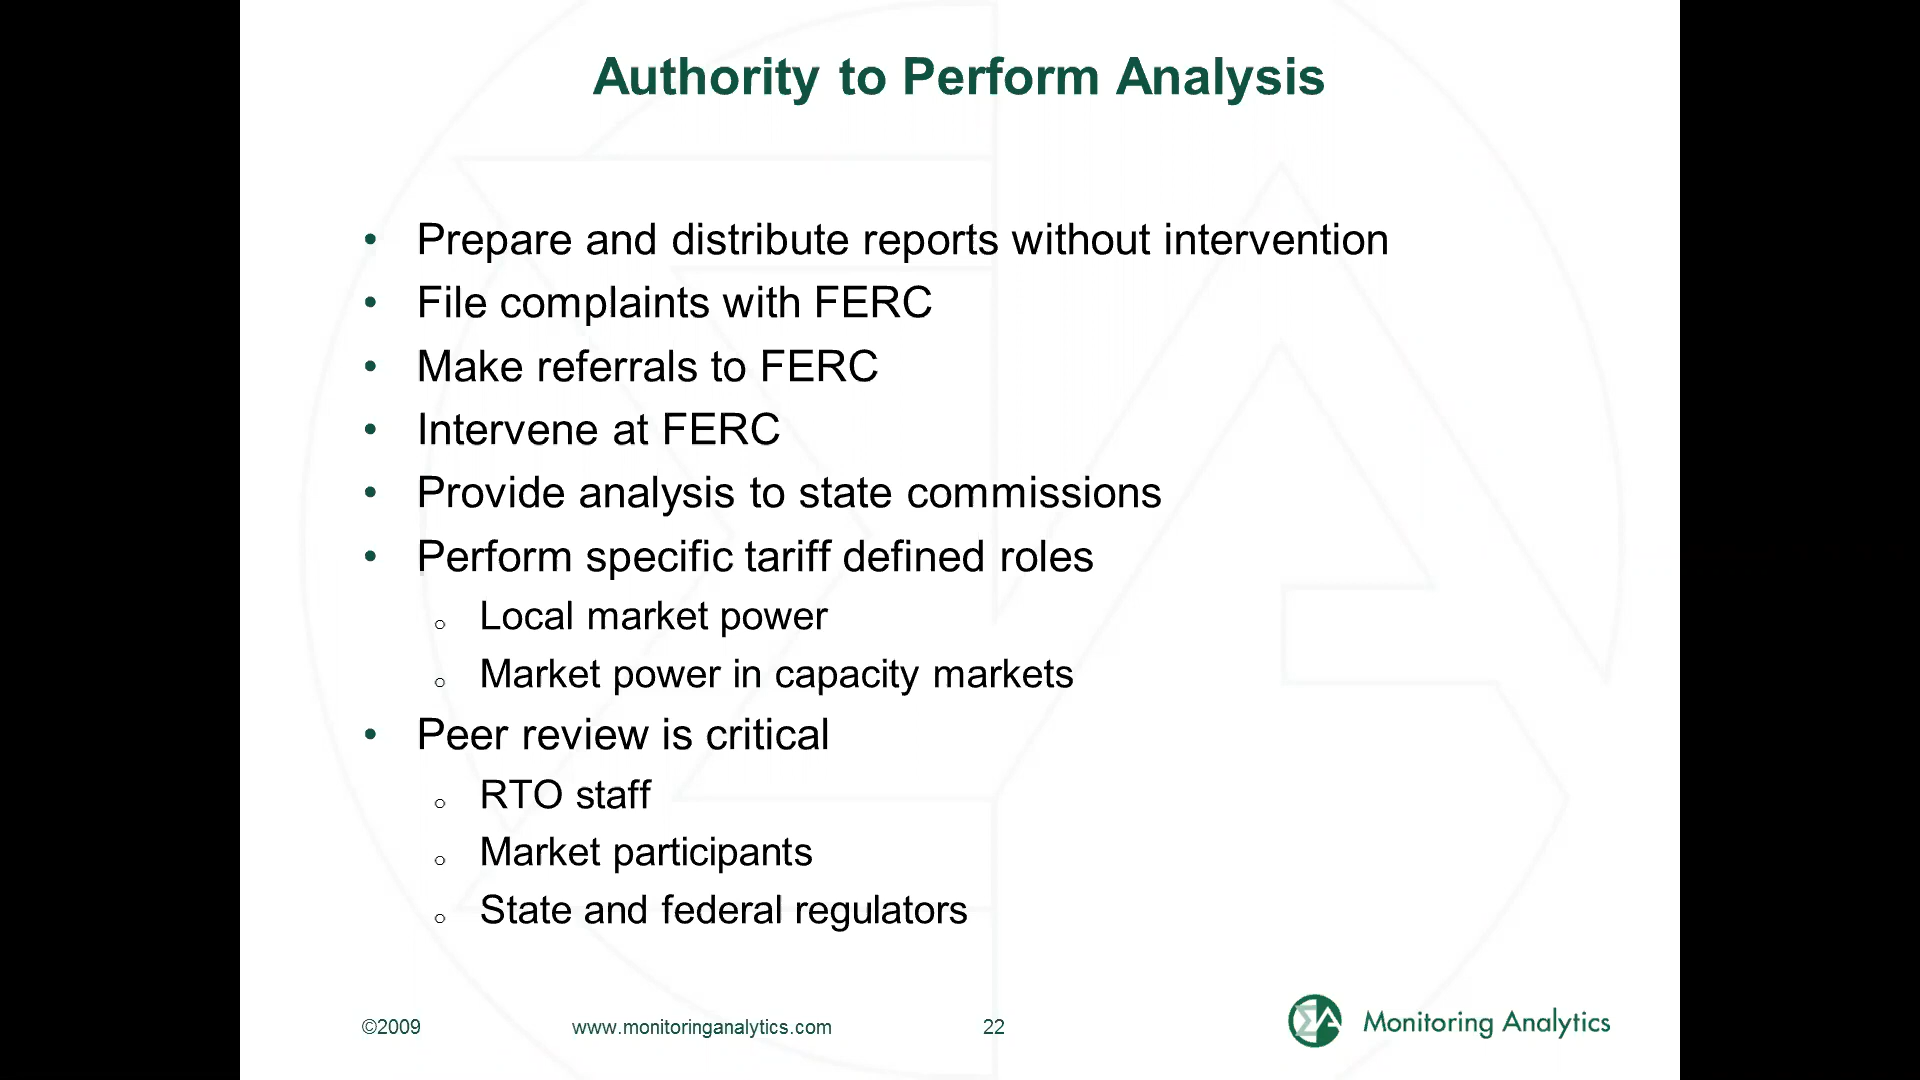 Authority to Perform Analysis
• Prepare and distribute reports without intervention
• File complaints with FERC
• Make referrals to FERC
• Intervene at FERC
• Provide analysis to state commissions
• Perform specific tariff defined roles
o Local market power
o Market power in capacity markets
• Peer review is critical
o RTO staff
o Market participants
o State and federal regulators
©2009 www.monitoringanalytics.com 22 Monitoring Analytics